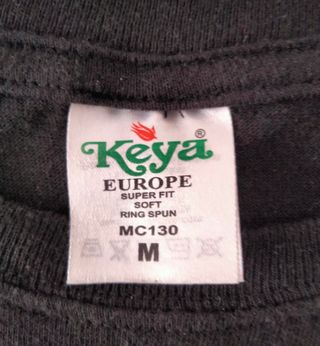 Keya®
EUROPE
SUPER FIT
SOFT
RING SPUN
MC130
M